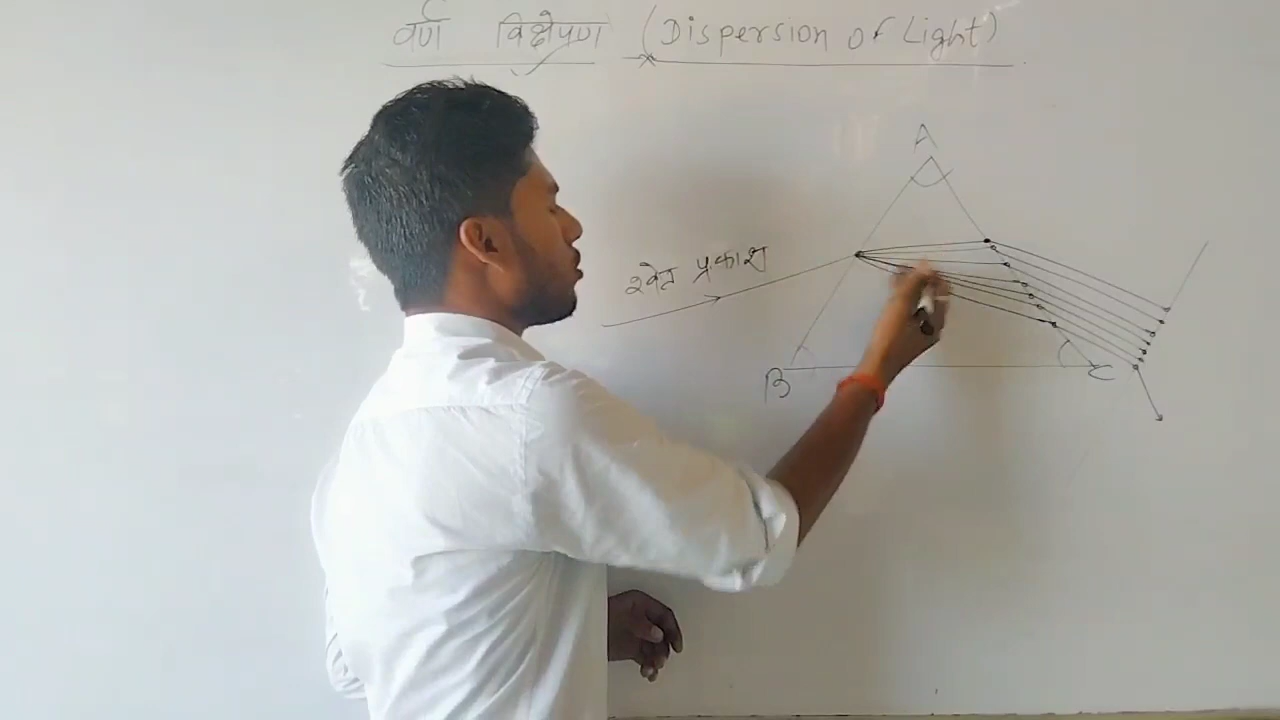 वर्ण विक्षेपण (Dispersion of Light)
A
श्वेत प्रकाश
B
C